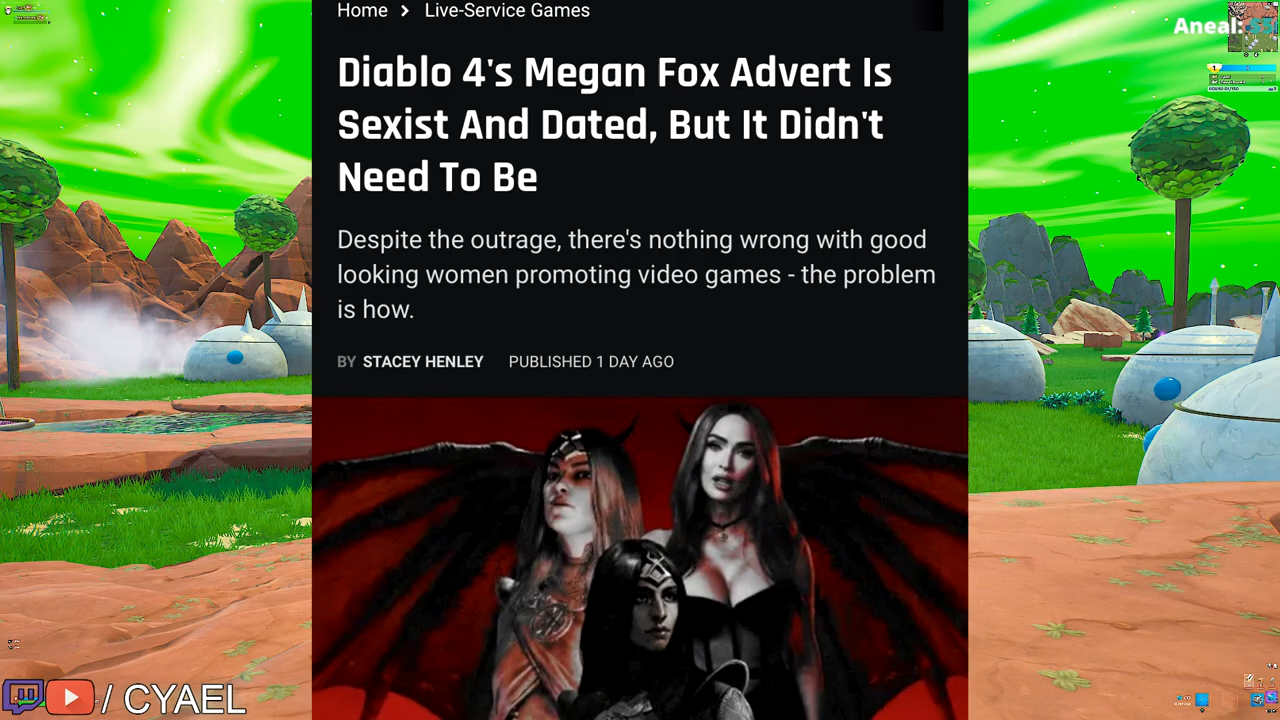 Home > Live-Service Games
Aneal:
Diablo 4's Megan Fox Advert Is
Sexist And Dated, But It Didn't
Need To Be
Despite the outrage, there's nothing wrong with good
looking women promoting video games - the problem
is how.
BY STACEY HENLEY PUBLISHED 1 DAY AGO
/ CYAEL